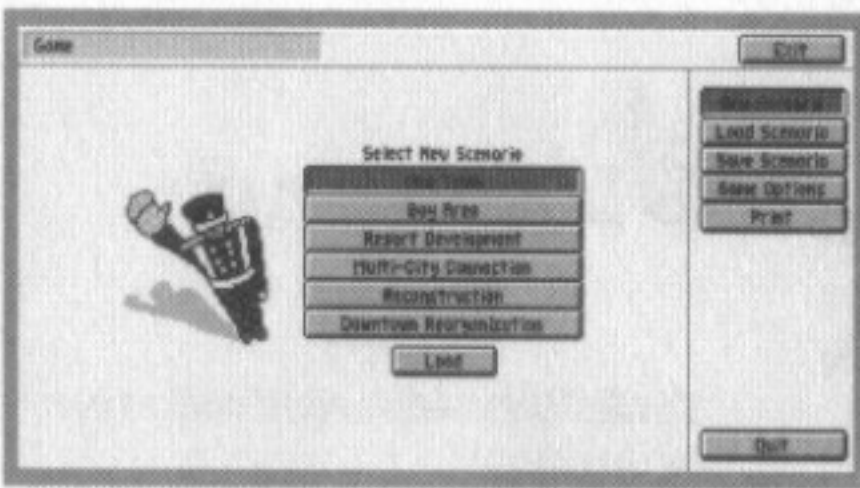 Game
Exit
Select New Scenario
Bay Area
Resort Development
Multi-City Connection
Reconstruction
Downtown Reorganization
Load
Load Scenario
Save Scenario
Game Options
Print
Quit